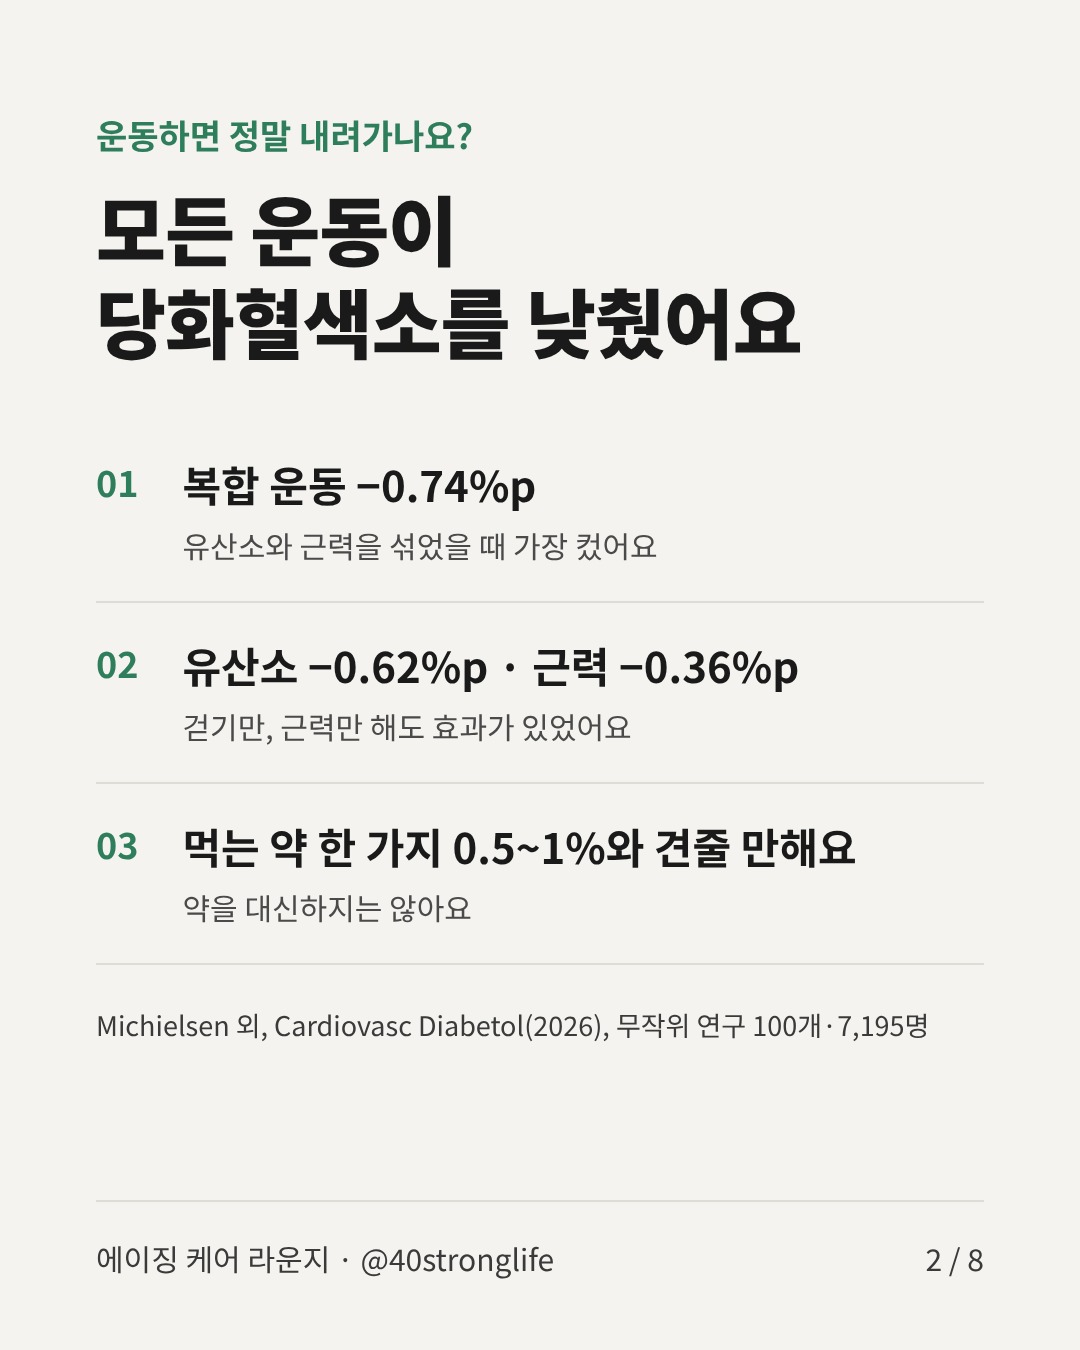 운동하면 정말 내려가나요?
모든 운동이
당화혈색소를 낮췄어요
01 복합 운동 −0.74%p
유산소와 근력을 섞었을 때 가장 컸어요
02 유산소 −0.62%p · 근력 −0.36%p
걷기만, 근력만 해도 효과가 있었어요
03 먹는 약 한 가지 0.5~1%와 견줄 만해요
약을 대신하지는 않아요
Michielsen 외, Cardiovasc Diabetol(2026), 무작위 연구 100개·7,195명
에이징 케어 라운지 · @40stronglife 2 / 8